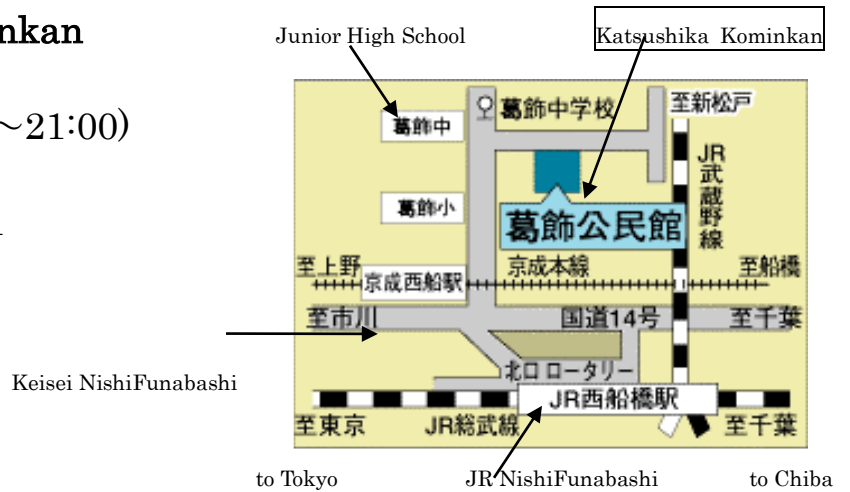 nkan
～21:00)
Junior High School
Katsushika Kominkan
葛飾中学校
至新松戸
葛飾中
JR武蔵野線
葛飾小
葛飾公民館
至上野
京成西船駅
京成本線
至船橋
至市川
国道14号
至千葉
Keisei NishiFunabashi
北口 ロータリー
JR西船橋駅
至東京
JR総武線
至千葉
to Tokyo
JR NishiFunabashi
to Chiba